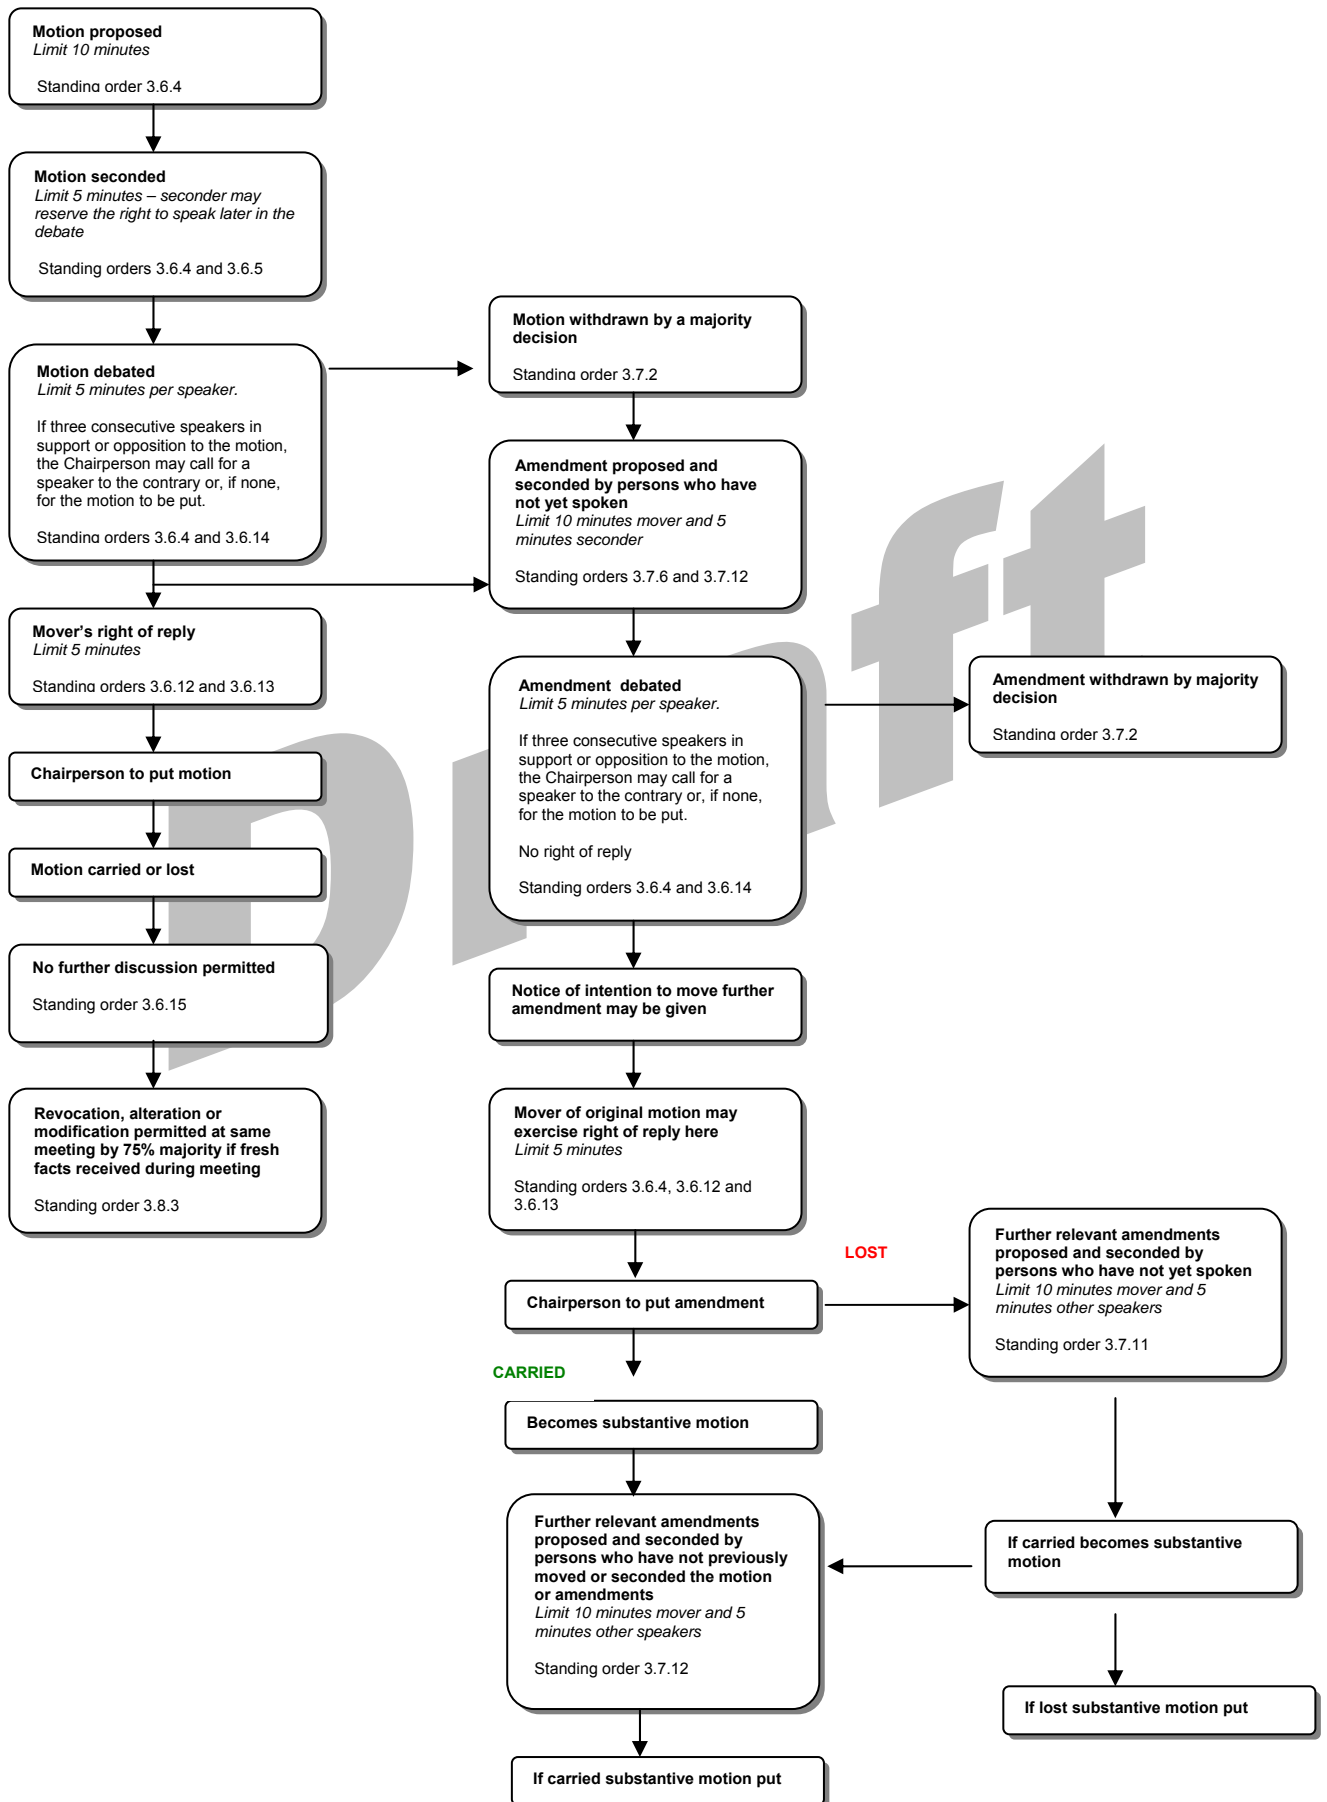 Motion proposed
Limit 10 minutes
Standing order 3.6.4
Motion seconded
Limit 5 minutes – seconder may
reserve the right to speak later in the
debate
Standing orders 3.6.4 and 3.6.5
Motion debated
Limit 5 minutes per speaker.
If three consecutive speakers in
support or opposition to the motion,
the Chairperson may call for a
speaker to the contrary or, if none,
for the motion to be put.
Standing orders 3.6.4 and 3.6.14
Mover's right of reply
Limit 5 minutes
Standing orders 3.6.12 and 3.6.13
Chairperson to put motion
Motion carried or lost
No further discussion permitted
Standing order 3.6.15
Revocation, alteration or
modification permitted at same
meeting by 75% majority if fresh
facts received during meeting
Standing order 3.8.3
Motion withdrawn by a majority
decision
Standing order 3.7.2
Amendment proposed and
seconded by persons who have
not yet spoken
Limit 10 minutes mover and 5
minutes seconder
Standing orders 3.7.6 and 3.7.12
Amendment debated
Limit 5 minutes per speaker.
If three consecutive speakers in
support or opposition to the motion,
the Chairperson may call for a
speaker to the contrary or, if none,
for the motion to be put.
No right of reply
Standing orders 3.6.4 and 3.6.14
Amendment withdrawn by majority
decision
Standing order 3.7.2
Notice of intention to move further
amendment may be given
Mover of original motion may
exercise right of reply here
Limit 5 minutes
Standing orders 3.6.4, 3.6.12 and
3.6.13
Chairperson to put amendment
LOST
Further relevant amendments
proposed and seconded by
persons who have not yet spoken
Limit 10 minutes mover and 5
minutes other speakers
Standing order 3.7.11
CARRIED
Becomes substantive motion
Further relevant amendments
proposed and seconded by
persons who have not previously
moved or seconded the motion
or amendments
Limit 10 minutes mover and 5
minutes other speakers
Standing order 3.7.12
If carried becomes substantive
motion
If lost substantive motion put
If carried substantive motion put
Draft